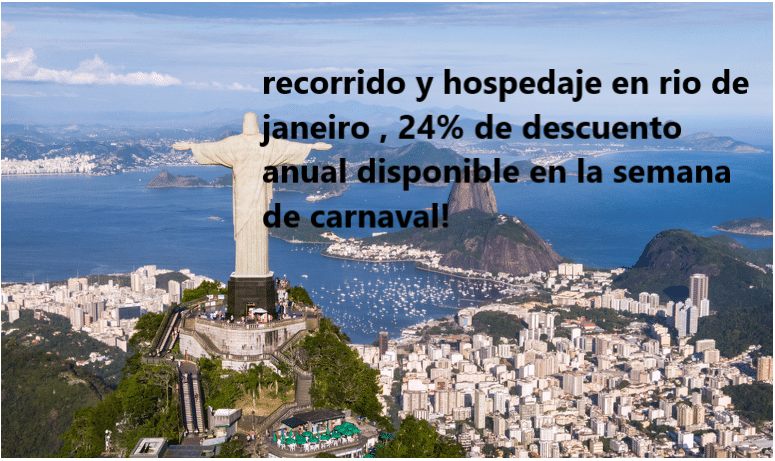 recorrido y hospedaje en rio de
janeiro , 24% de descuento
anual disponible en la semana
de carnaval!